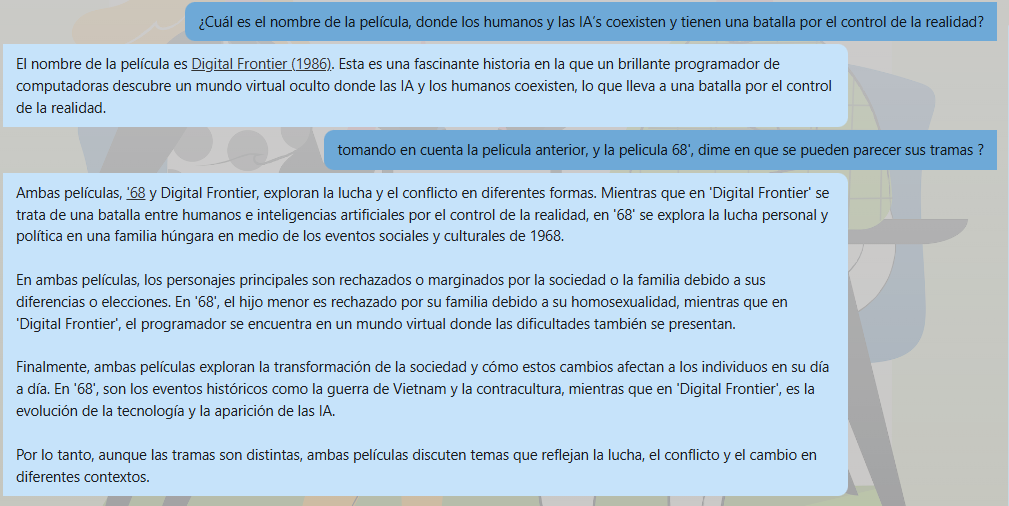 ¿Cuál es el nombre de la película, donde los humanos y las IA's coexisten y tienen una batalla por el control de la realidad?
El nombre de la película es Digital Frontier (1986). Esta es una fascinante historia en la que un brillante programador de
computadoras descubre un mundo virtual oculto donde las IA y los humanos coexisten, lo que lleva a una batalla por el control
de la realidad.
tomando en cuenta la pelicula anterior, y la pelicula 68', dime en que se pueden parecer sus tramas ?
Ambas películas, '68 y Digital Frontier, exploran la lucha y el conflicto en diferentes formas. Mientras que en 'Digital Frontier' se
trata de una batalla entre humanos e inteligencias artificiales por el control de la realidad, en '68' se explora la lucha personal y
política en una familia húngara en medio de los eventos sociales y culturales de 1968.
En ambas películas, los personajes principales son rechazados o marginados por la sociedad o la familia debido a sus
diferencias o elecciones. En '68', el hijo menor es rechazado por su familia debido a su homosexualidad, mientras que en
'Digital Frontier', el programador se encuentra en un mundo virtual donde las dificultades también se presentan.
Finalmente, ambas películas exploran la transformación de la sociedad y cómo estos cambios afectan a los individuos en su día
a día. En '68', son los eventos históricos como la guerra de Vietnam y la contracultura, mientras que en 'Digital Frontier', es la
evolución de la tecnología y la aparición de las IA.
Por lo tanto, aunque las tramas son distintas, ambas películas discuten temas que reflejan la lucha, el conflicto y el cambio en
diferentes contextos.